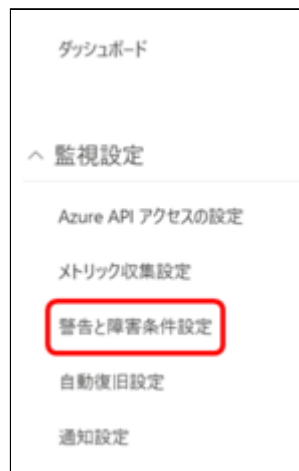 ダッシュボード
監視設定
Azure API アクセスの設定
メトリック収集設定
警告と障害条件設定
自動復旧設定
通知設定